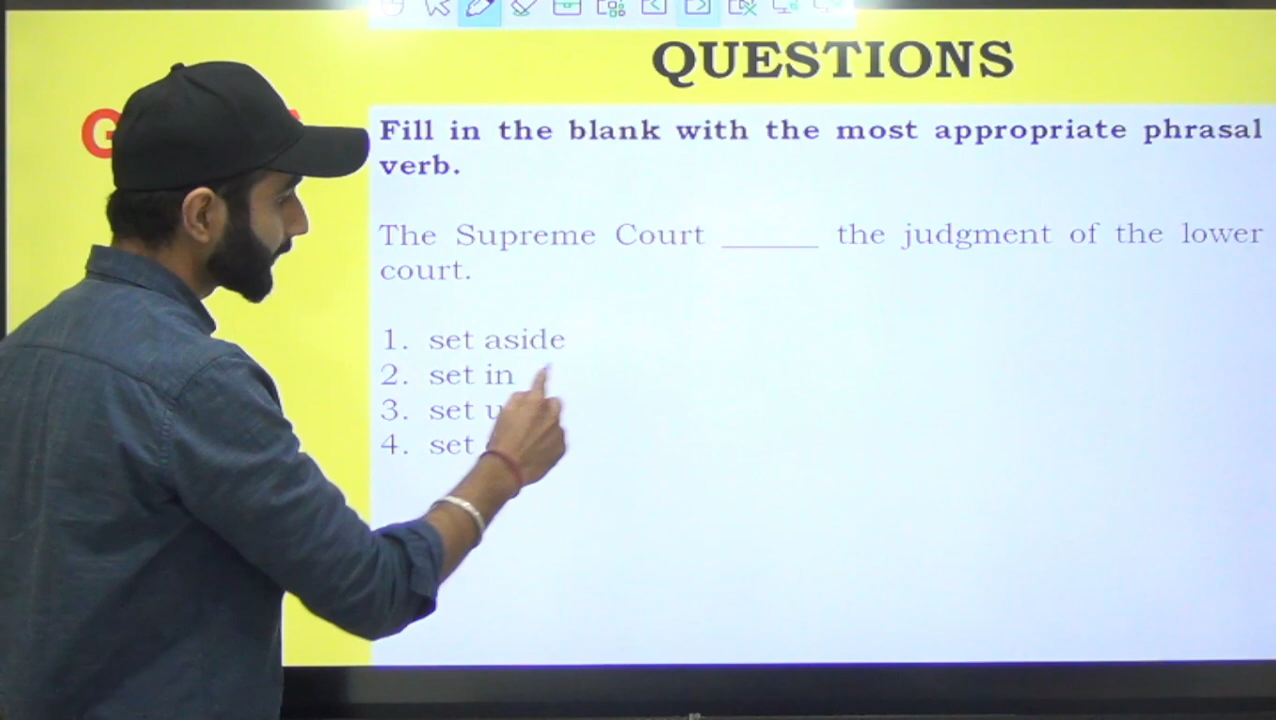 QUESTIONS
Fill in the blank with the most appropriate phrasal
verb.
The Supreme Court ______ the judgment of the lower
court.
1. set aside
2. set in
3. set
4. set